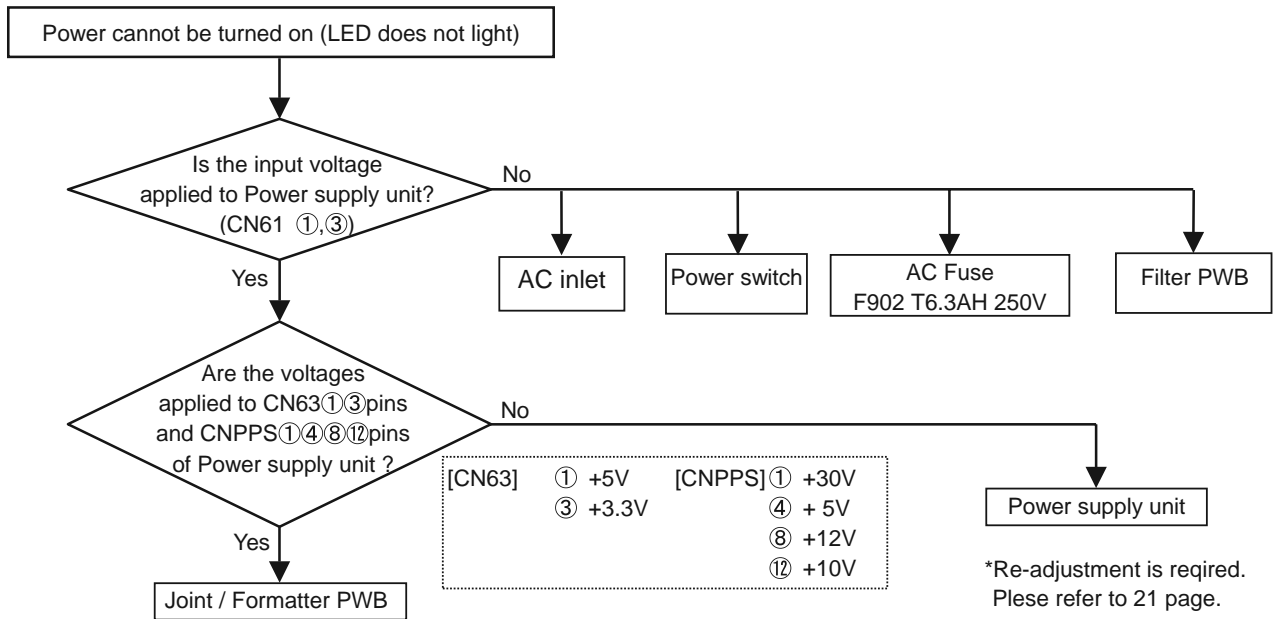 Power cannot be turned on (LED does not light)
Is the input voltage
applied to Power supply unit?
(CN61 ①,③)
No
Yes
AC inlet
Power switch
AC Fuse
F902 T6.3AH 250V
Filter PWB
Are the voltages
applied to CN63①③pins
and CNPPS①④⑧⑫pins
of Power supply unit ?
No
Yes
[CN63] ① +5V [CNPPS] ① +30V
③ +3.3V ④ + 5V
⑧ +12V
⑫ +10V
Power supply unit
*Re-adjustment is reqired.
Plese refer to 21 page.
Joint / Formatter PWB